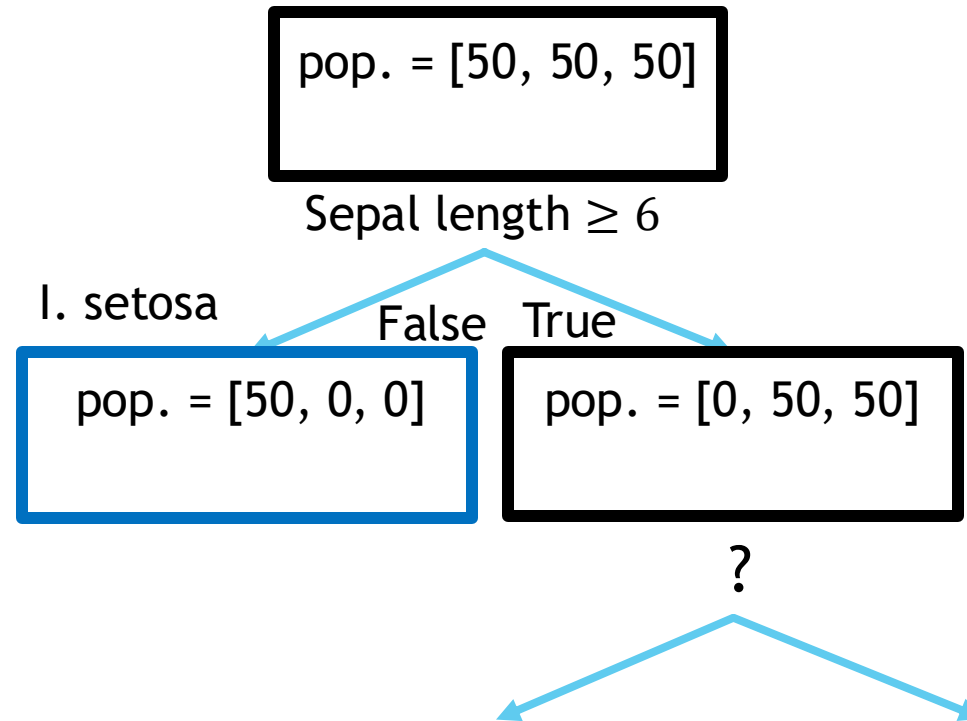 pop. = [50, 50, 50]
Sepal length ≥ 6
I. setosa
False True
pop. = [50, 0, 0]
pop. = [0, 50, 50]
?